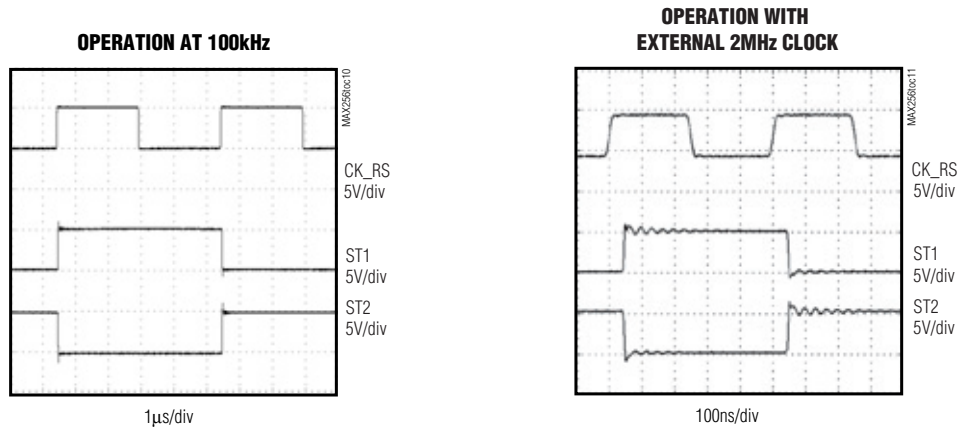 OPERATION AT 100kHz
MAX256toc10
CK_RS
5V/div
ST1
5V/div
ST2
5V/div
1μs/div
OPERATION WITH
EXTERNAL 2MHz CLOCK
MAX256toc11
CK_RS
5V/div
ST1
5V/div
ST2
5V/div
100ns/div